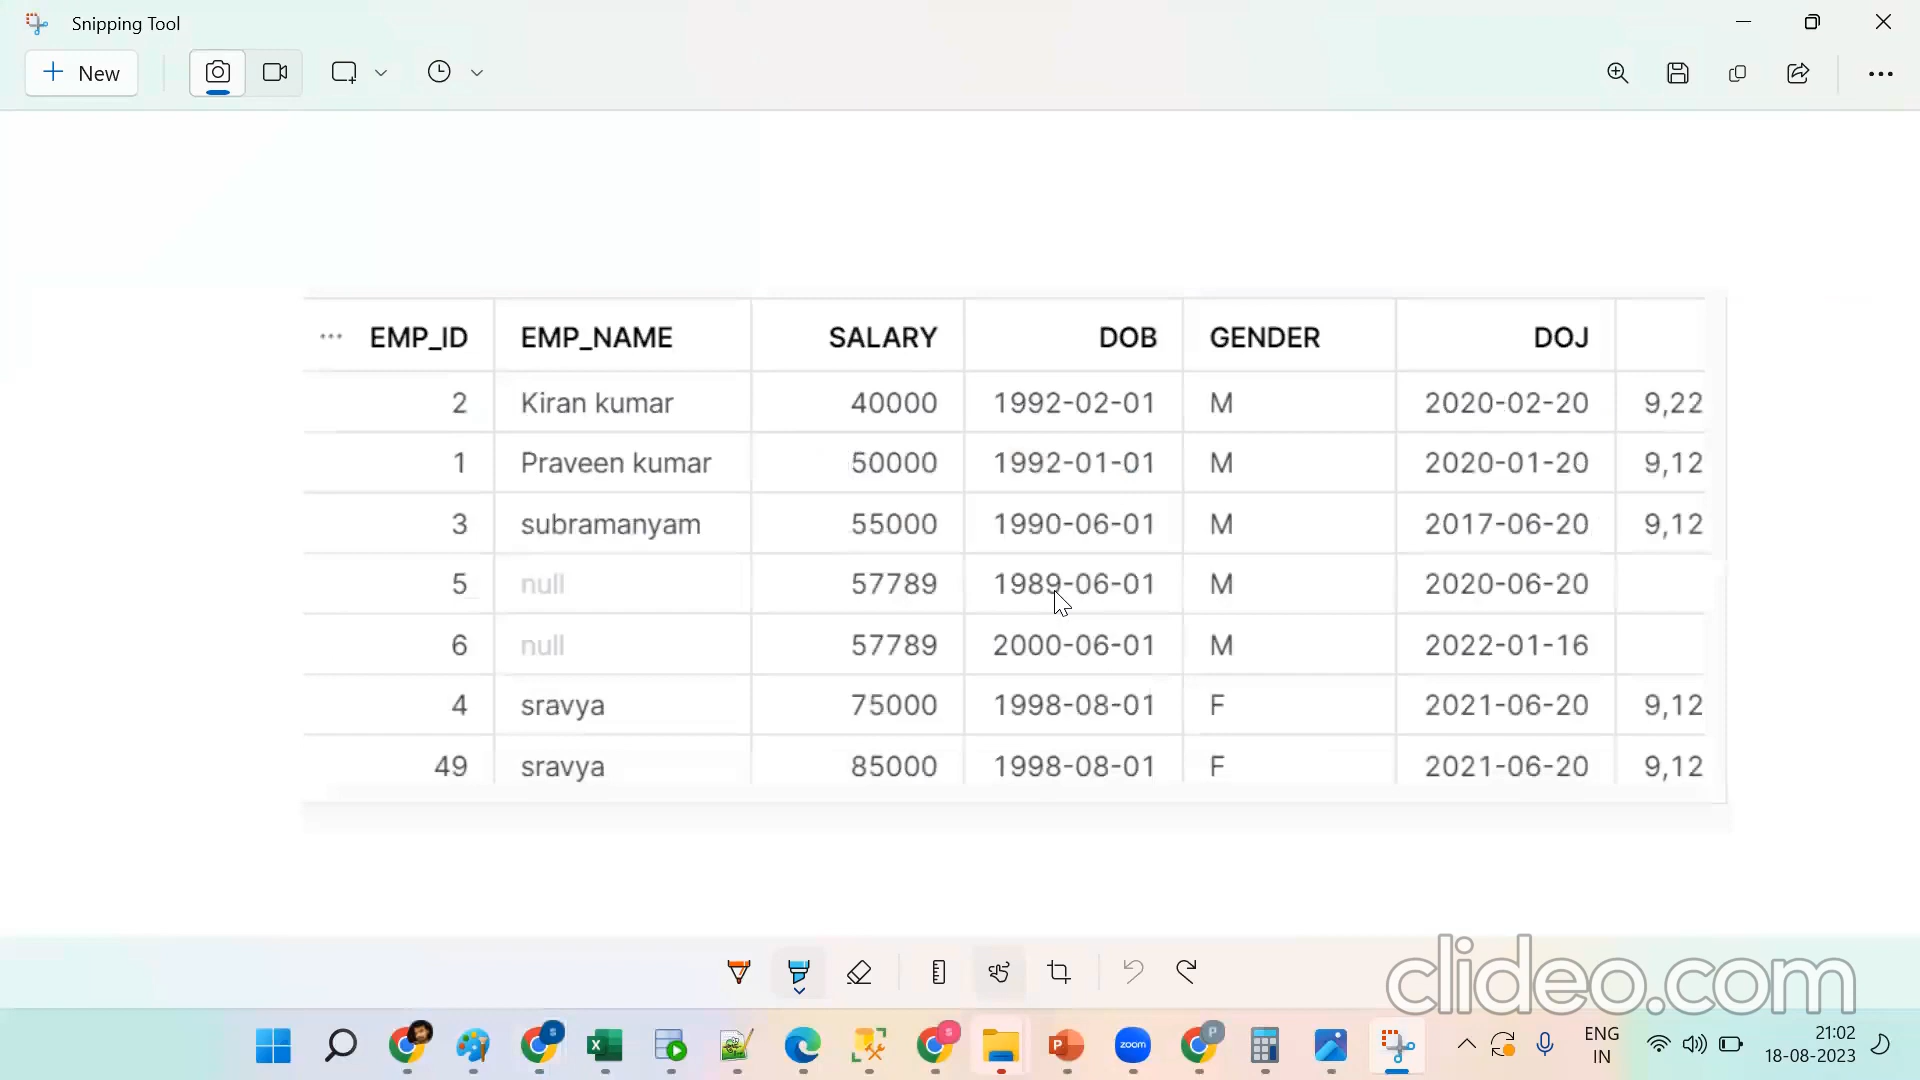 Snipping Tool
New
EMP_ID EMP_NAME SALARY DOB GENDER DOJ
2 Kiran kumar 40000 1992-02-01 M 2020-02-20 9,22
1 Praveen kumar 50000 1992-01-01 M 2020-01-20 9,12
3 subramanyam 55000 1990-06-01 M 2017-06-20 9,12
5 null 57789 1989-06-01 M 2020-06-20
6 null 57789 2000-06-01 M 2022-01-16
4 sravya 75000 1998-08-01 F 2021-06-20 9,12
49 sravya 85000 1998-08-01 F 2021-06-20 9,12
clideo.com
S S P zoom P ENG 21:02
IN 18-08-2023